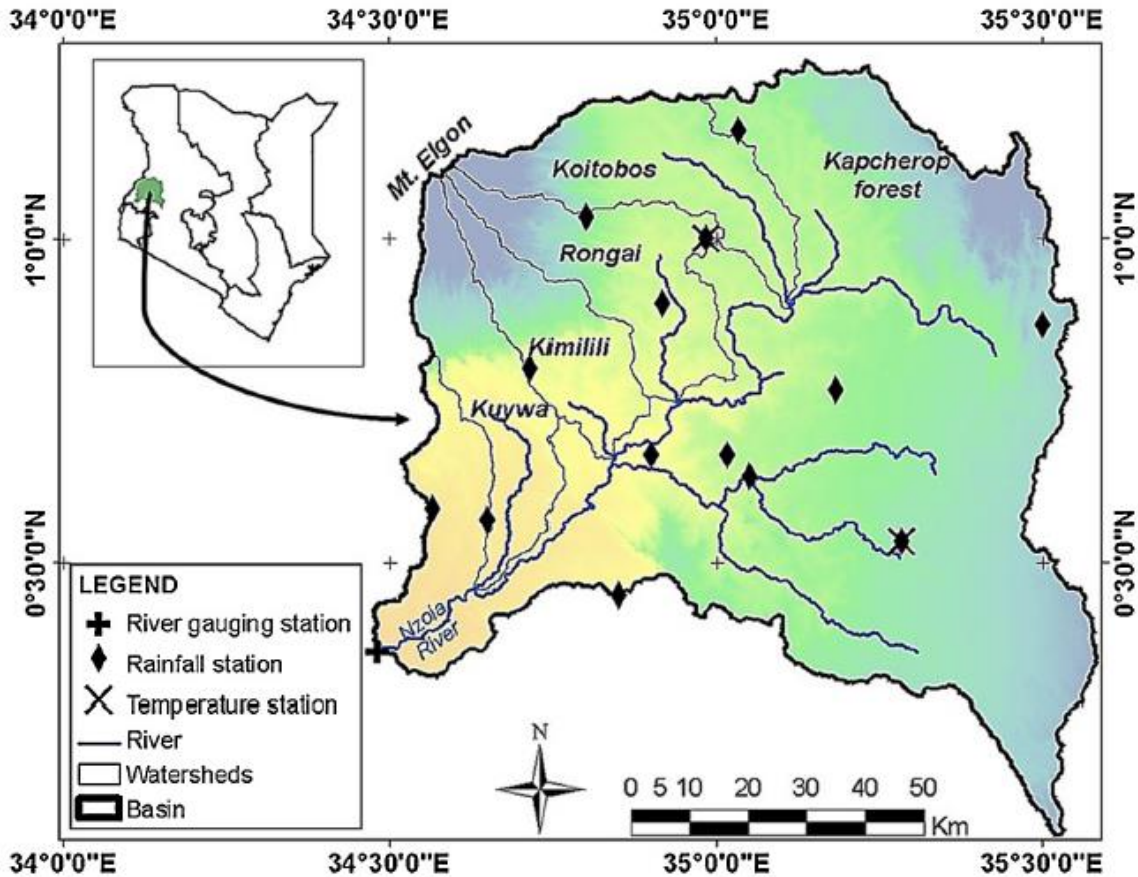 34°0'0"E 34°30'0"E 35°0'0"E 35°30'0"E
Mt. Elgon
Koitobos
Kapcherop
forest
1°0'0"N
1°0'0"N
Rongai
Kimilili
Kuywa
0°30'0"N
0°30'0"N
Nzoia
River
LEGEND
River gauging station
Rainfall station
Temperature station
River
Watersheds
Basin
N
0 5 10 20 30 40 50
Km
34°0'0"E 34°30'0"E 35°0'0"E 35°30'0"E